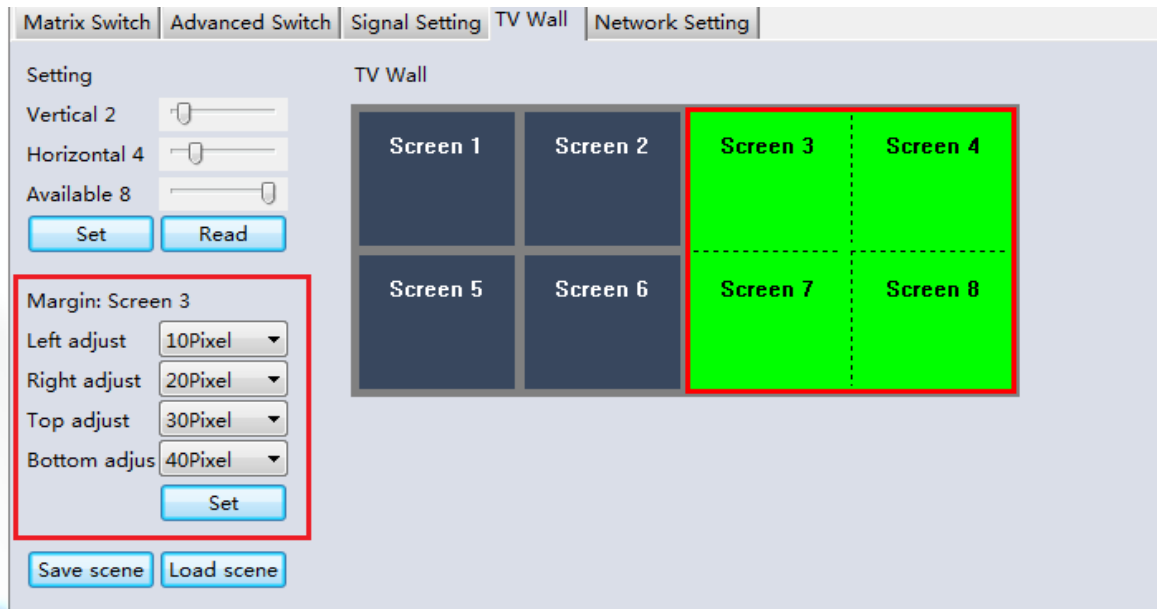 Matrix Switch Advanced Switch Signal Setting TV Wall Network Setting
Setting
Vertical 2
Horizontal 4
Available 8
Set Read
Margin: Screen 3
Left adjust 10Pixel
Right adjust 20Pixel
Top adjust 30Pixel
Bottom adjus 40Pixel
Set
Save scene Load scene
TV Wall
Screen 1 Screen 2 Screen 3 Screen 4
Screen 5 Screen 6 Screen 7 Screen 8